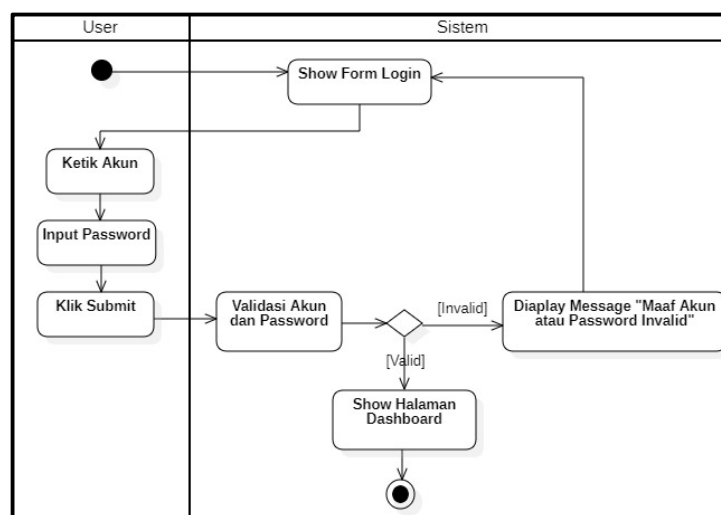 User
Sistem
Show Form Login
Ketik Akun
Input Password
Klik Submit
Validasi Akun
dan Password
[Invalid]
Diaplay Message "Maaf Akun
atau Password Invalid"
[Valid]
Show Halaman
Dashboard